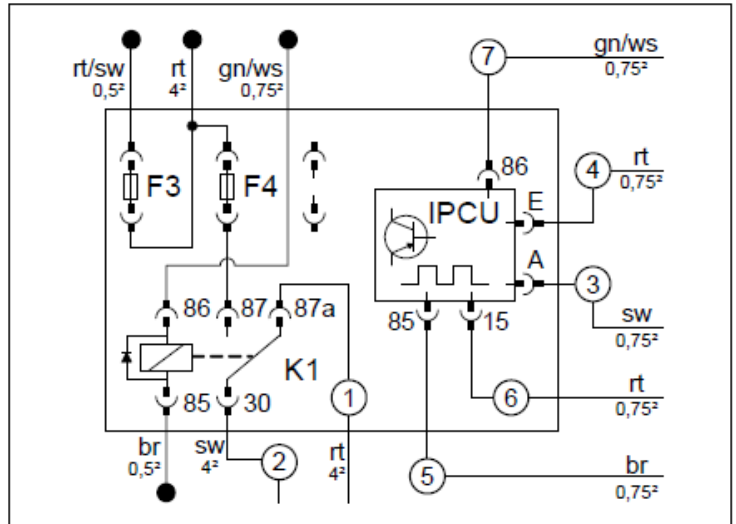 rt/sw
0,5²
rt
4²
gn/ws
0,75²
7
gn/ws
0,75²
F3
F4
86
IPCU
E
4
rt
0,75²
A
3
sw
0,75²
85
15
86
87
87a
K1
85
30
1
6
rt
0,75²
br
0,5²
sw
4²
2
rt
4²
5
br
0,75²